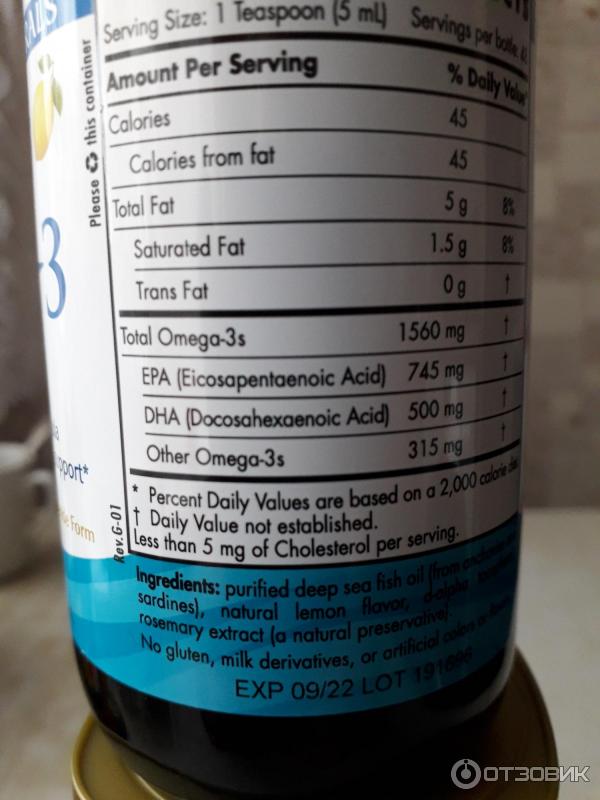 Serving Size: 1 Teaspoon (5 mL) Servings per bottle:
Amount Per Serving % Daily Value*
Calories 45
Calories from fat 45
Total Fat 5 g 8%
Saturated Fat 1.5 g 8%
Trans Fat 0 g †
Total Omega-3s 1560 mg †
EPA (Eicosapentaenoic Acid) 745 mg †
DHA (Docosahexaenoic Acid) 500 mg †
Other Omega-3s 315 mg †
* Percent Daily Values are based on a 2,000 calorie
† Daily Value not established.
Less than 5 mg of Cholesterol per serving.
Ingredients: purified deep sea fish oil (from
sardines), natural lemon flavor, d-alpha
rosemary extract (a natural preservative).
No gluten, milk derivatives, or artificial colors or
EXP 09/22 LOT 191696
Please this container
-3
pport*
Form
Rev.G-01
ОТЗОВИК